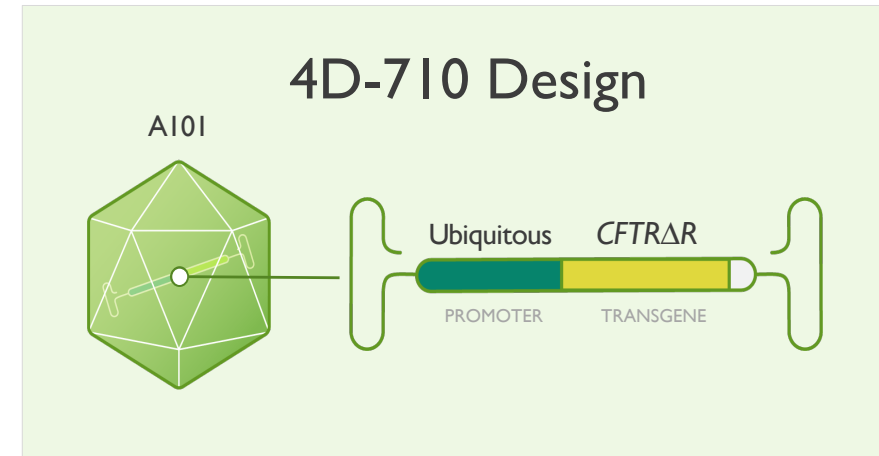 4D-710 Design
A101
Ubiquitous CFTRΔR
PROMOTER TRANSGENE